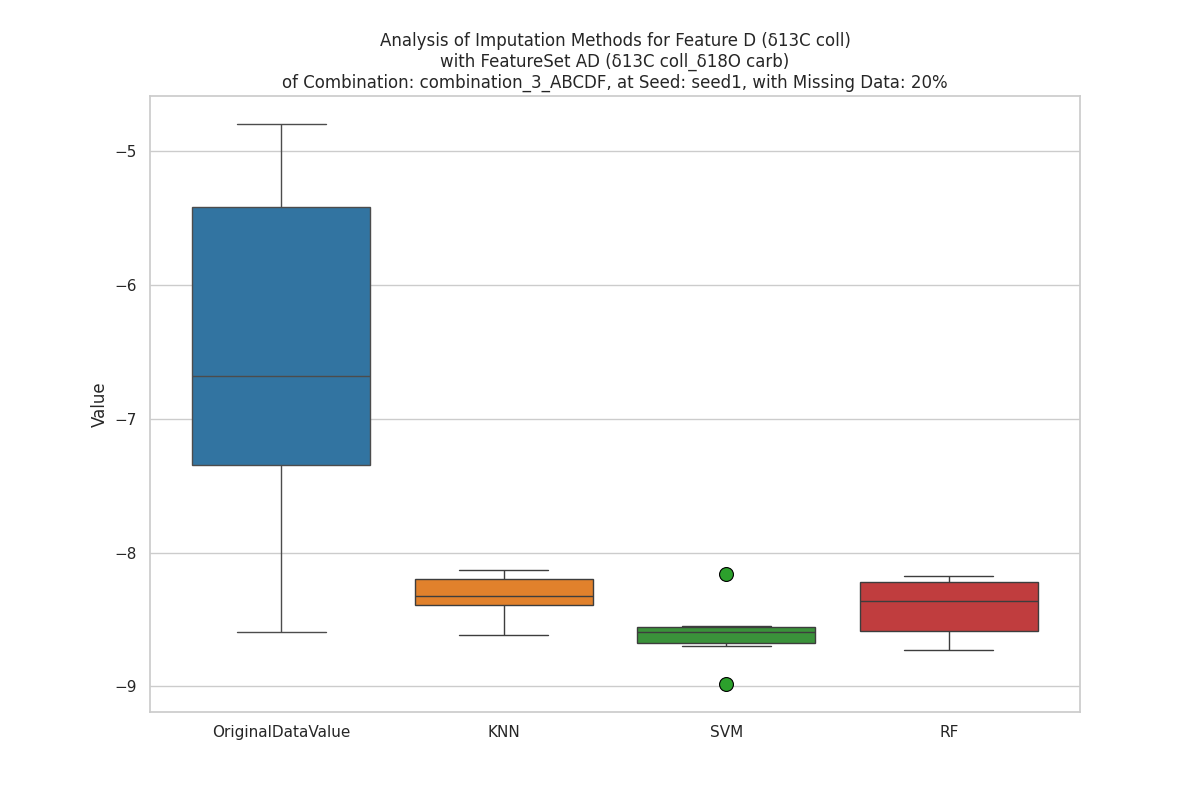 Analysis of Imputation Methods for Feature D (δ13C coll)
with FeatureSet AD (δ13C coll_δ18O carb)
of Combination: combination_3_ABCDF, at Seed: seed1, with Missing Data: 20%
Value
−5
−6
−7
−8
−9
OriginalDataValue
KNN
SVM
RF